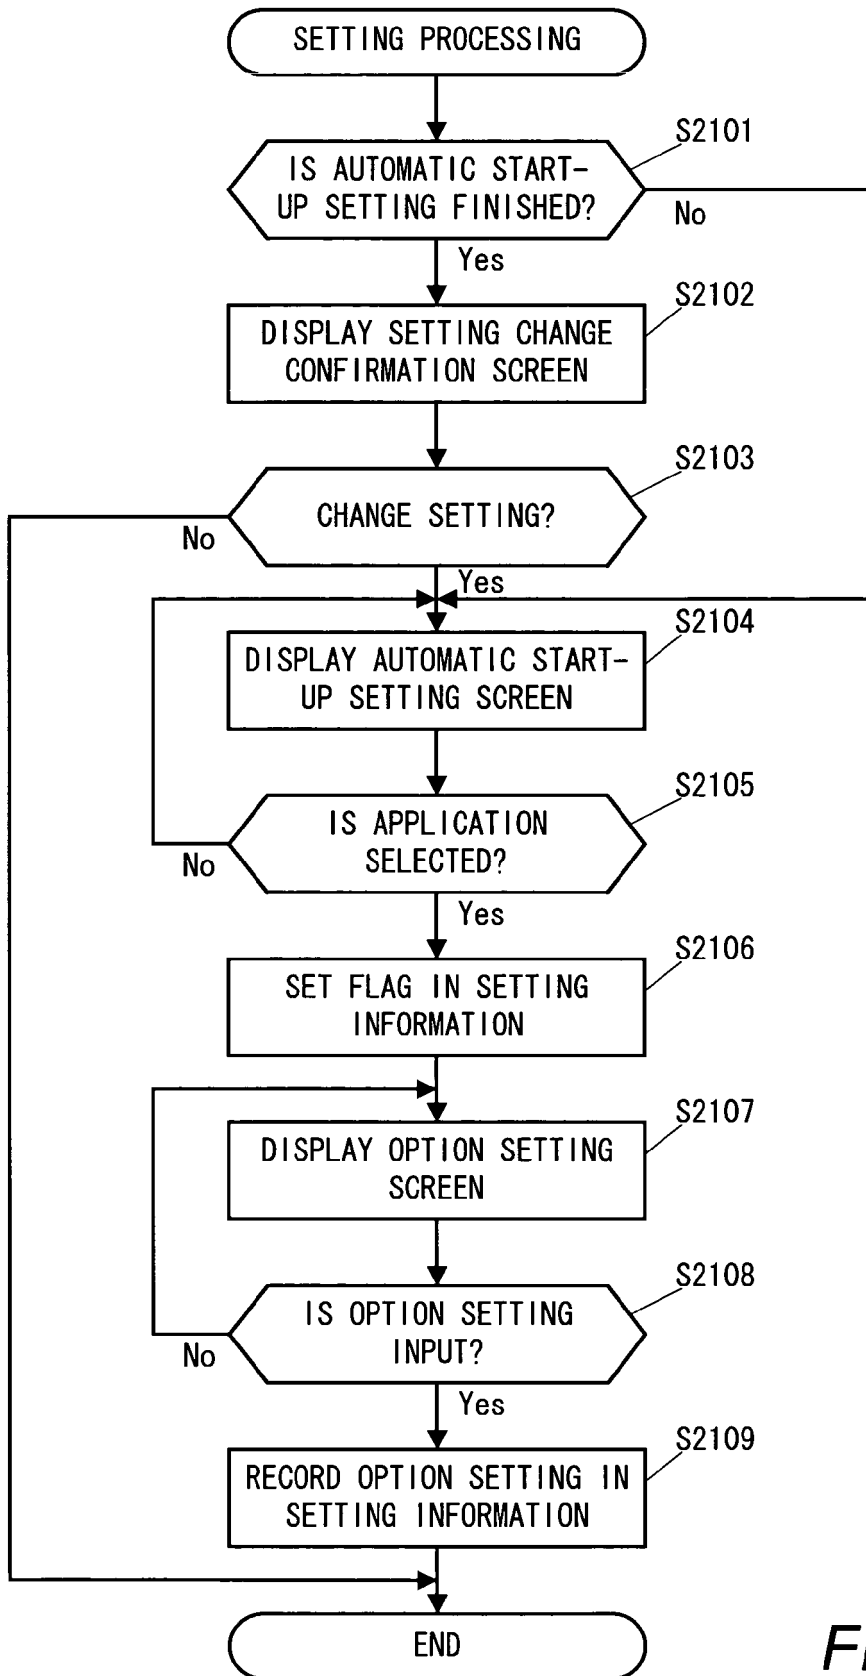 SETTING PROCESSING
S2101
IS AUTOMATIC START-
UP SETTING FINISHED?
No
Yes
S2102
DISPLAY SETTING CHANGE
CONFIRMATION SCREEN
S2103
CHANGE SETTING?
No
Yes
S2104
DISPLAY AUTOMATIC START-
UP SETTING SCREEN
S2105
IS APPLICATION
SELECTED?
No
Yes
S2106
SET FLAG IN SETTING
INFORMATION
S2107
DISPLAY OPTION SETTING
SCREEN
S2108
IS OPTION SETTING
INPUT?
No
Yes
S2109
RECORD OPTION SETTING IN
SETTING INFORMATION
END